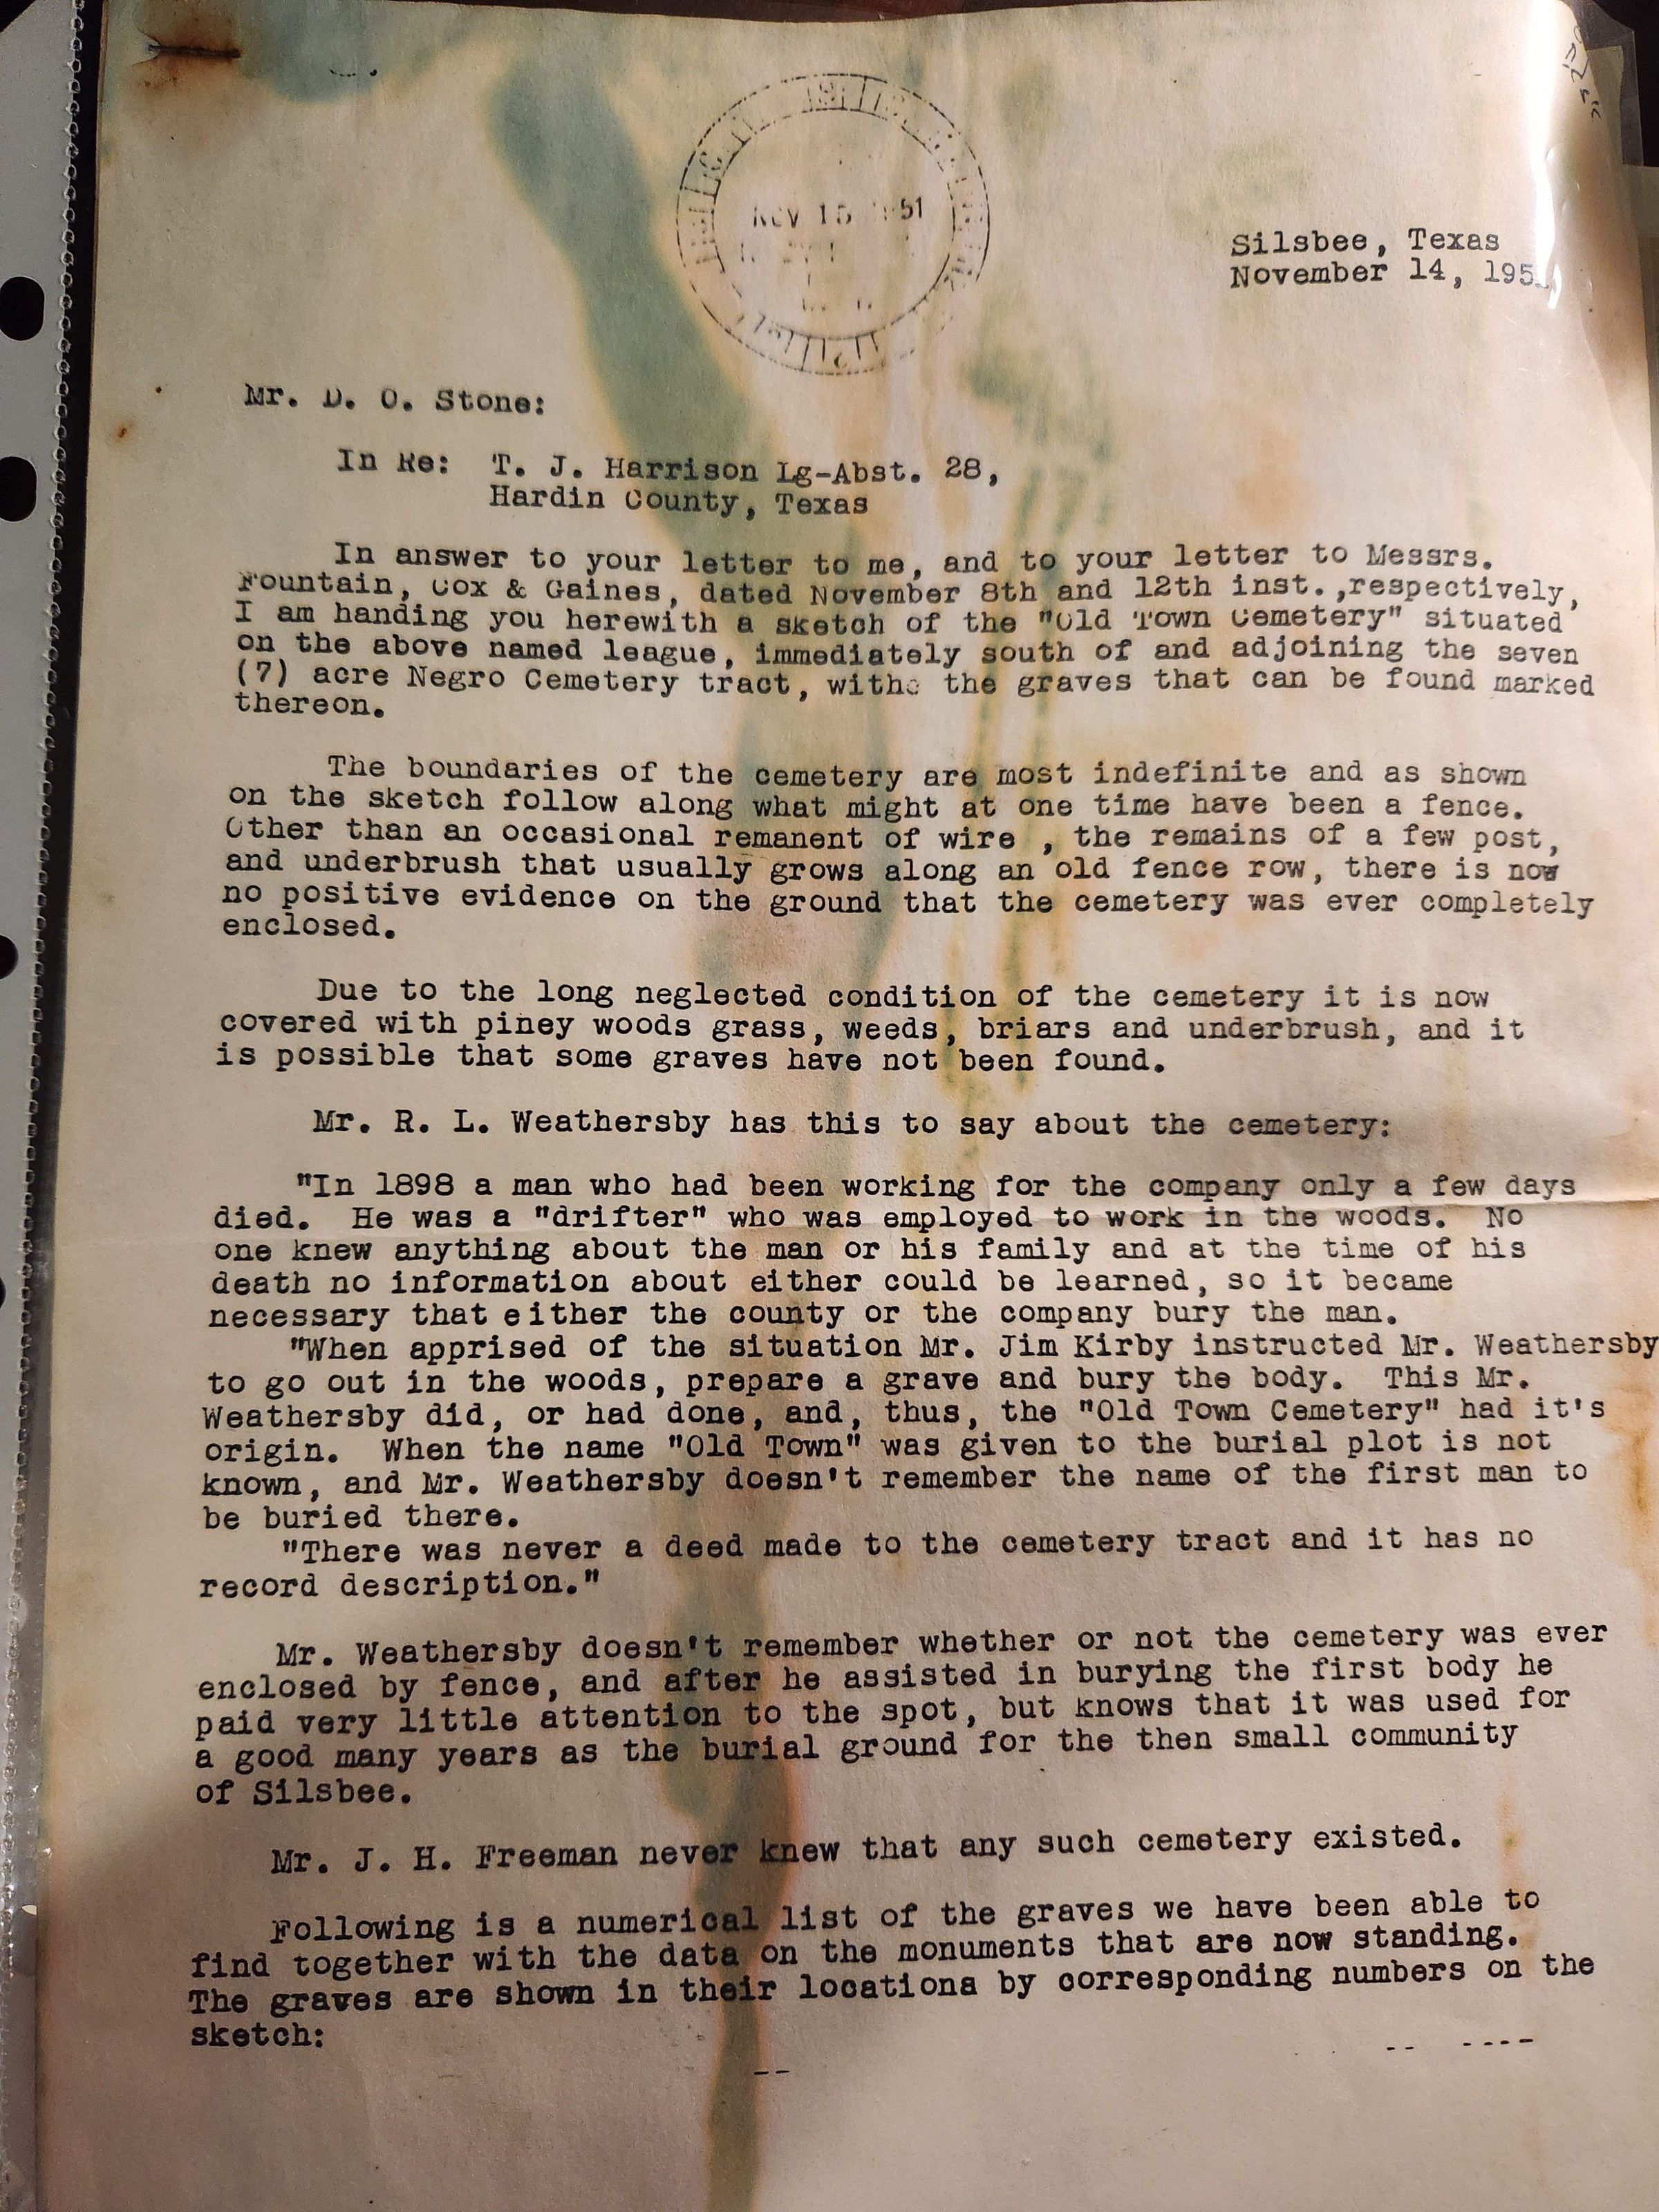 NOV 15 1951
Silsbee, Texas
November 14, 195
Mr. D. O. Stone:
In Re: T. J. Harrison Lg-Abst. 28,
Hardin County, Texas
In answer to your letter to me, and to your letter to Messrs.
Fountain, Cox & Gaines, dated November 8th and 12th inst.,respectively,
I am handing you herewith a sketch of the "Old Town Cemetery" situated
on the above named league, immediately south of and adjoining the seven
(7) acre Negro Cemetery tract, withe the graves that can be found marked
thereon.
The boundaries of the cemetery are most indefinite and as shown
on the sketch follow along what might at one time have been a fence.
Other than an occasional remanent of wire , the remains of a few post,
and underbrush that usually grows along an old fence row, there is now
no positive evidence on the ground that the cemetery was ever completely
enclosed.
Due to the long neglected condition of the cemetery it is now
covered with piney woods grass, weeds, briars and underbrush, and it
is possible that some graves have not been found.
Mr. R. L. Weathersby has this to say about the cemetery:
"In 1898 a man who had been working for the company only a few days
died. He was a "drifter" who was employed to work in the woods. No
one knew anything about the man or his family and at the time of his
death no information about either could be learned, so it became
necessary that either the county or the company bury the man.
"When apprised of the situation Mr. Jim Kirby instructed Mr. Weathersby
to go out in the woods, prepare a grave and bury the body. This Mr.
Weathersby did, or had done, and, thus, the "Old Town Cemetery" had it's
origin. When the name "Old Town" was given to the burial plot is not
known, and Mr. Weathersby doesn't remember the name of the first man to
be buried there.
"There was never a deed made to the cemetery tract and it has no
record description."
Mr. Weathersby doesn't remember whether or not the cemetery was ever
enclosed by fence, and after he assisted in burying the first body he
paid very little attention to the spot, but knows that it was used for
a good many years as the burial ground for the then small community
of Silsbee.
Mr. J. H. Freeman never knew that any such cemetery existed.
Following is a numerical list of the graves we have been able to
find together with the data on the monuments that are now standing.
The graves are shown in their locationa by corresponding numbers on the
sketch: